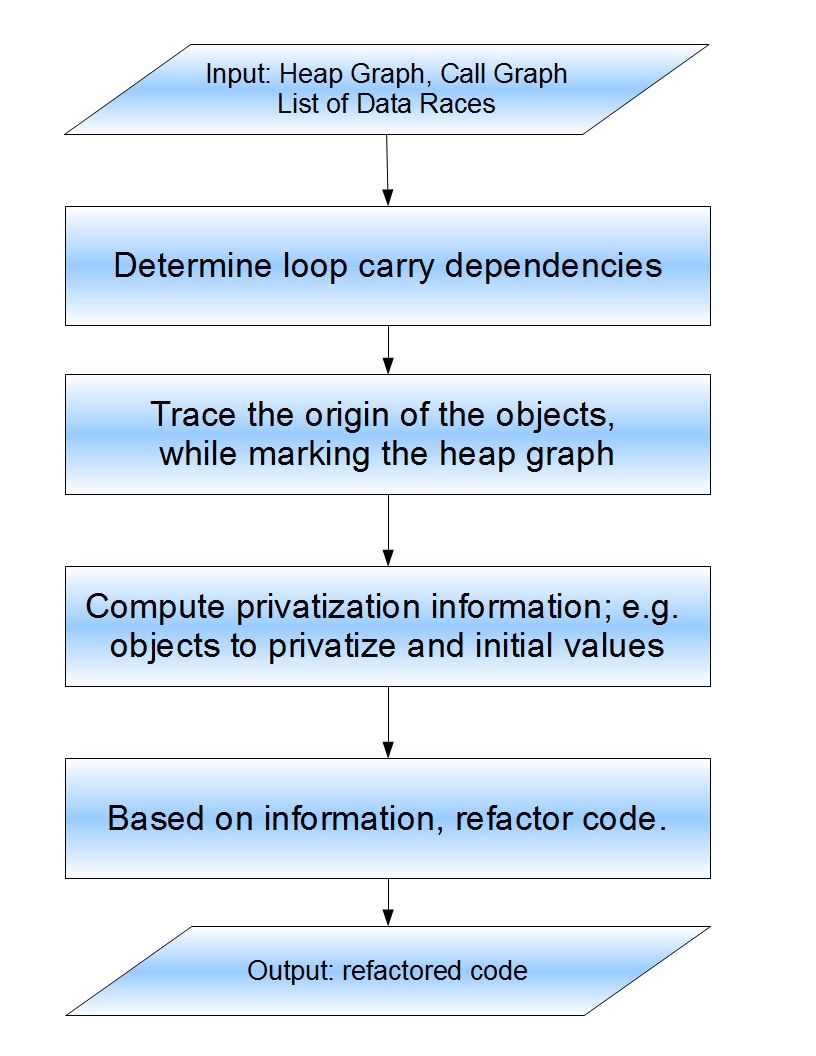 Input: Heap Graph, Call Graph
List of Data Races
Determine loop carry dependencies
Trace the origin of the objects,
while marking the heap graph
Compute privatization information; e.g.
objects to privatize and initial values
Based on information, refactor code.
Output: refactored code